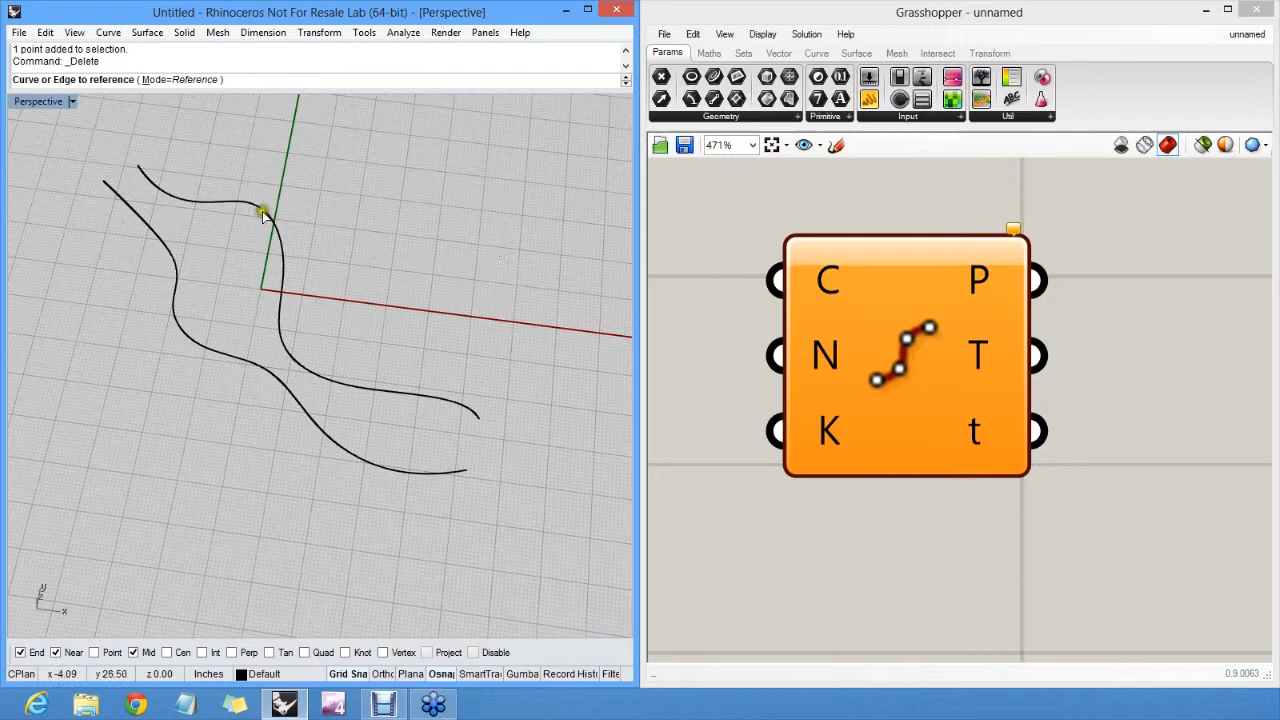 Untitled - Rhinoceros Not For Resale Lab (64-bit) - [Perspective]
File Edit View Curve Surface Solid Mesh Dimension Transform Tools Analyze Render Panels Help
1 point added to selection.
Command: _Delete
Curve or Edge to reference ( Mode=Reference )
Perspective
y
z
x
End Near Point Mid Cen Int Perp Tan Quad Knot Vertex Project Disable
CPlan x -4.09 y 26.50 z 0.00 Inches Default Grid Sna Ortho Plana Osnap SmartTrac Gumba Record Histo Filte
Grasshopper - unnamed
File Edit View Display Solution Help unnamed
Params Maths Sets Vector Curve Surface Mesh Intersect Transform
Geometry Primitive Input Util
471%
C P
N T
K t
0.9.0063